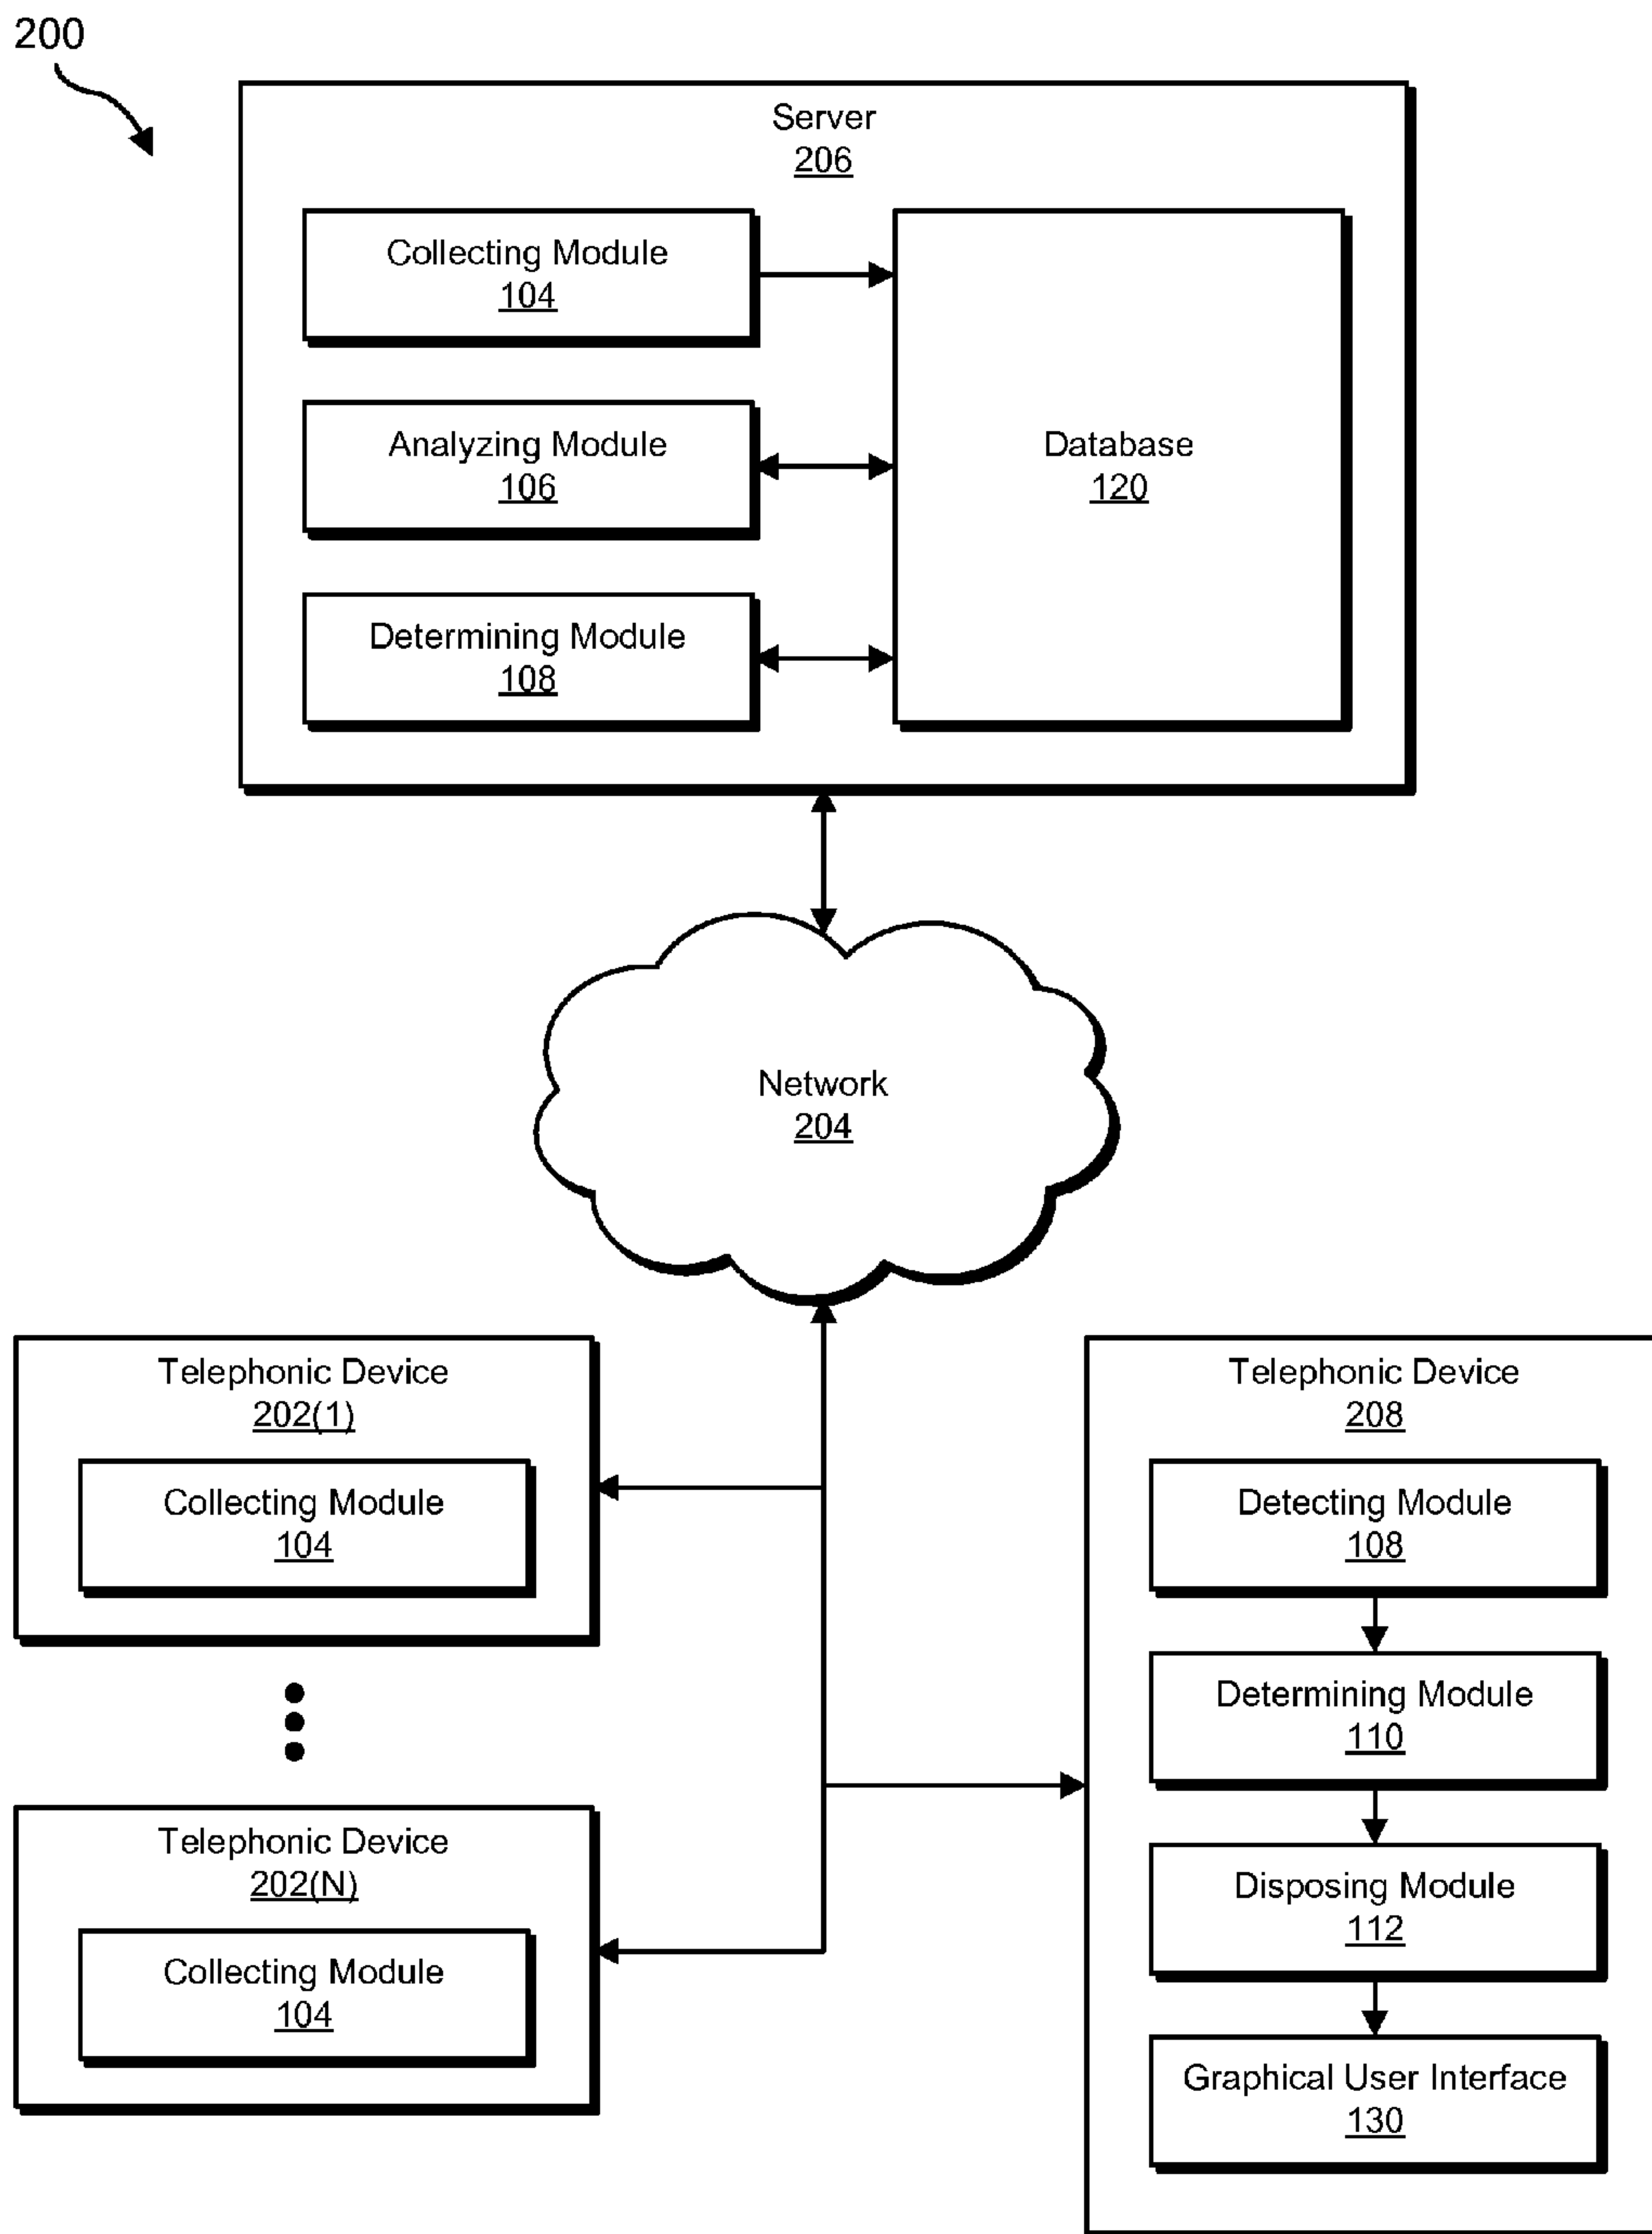 200
Server
206
Collecting Module
104
Analyzing Module
106
Determining Module
108
Database
120
Network
204
Telephonic Device
202(1)
Collecting Module
104
Telephonic Device
202(N)
Collecting Module
104
Telephonic Device
208
Detecting Module
108
Determining Module
110
Disposing Module
112
Graphical User Interface
130